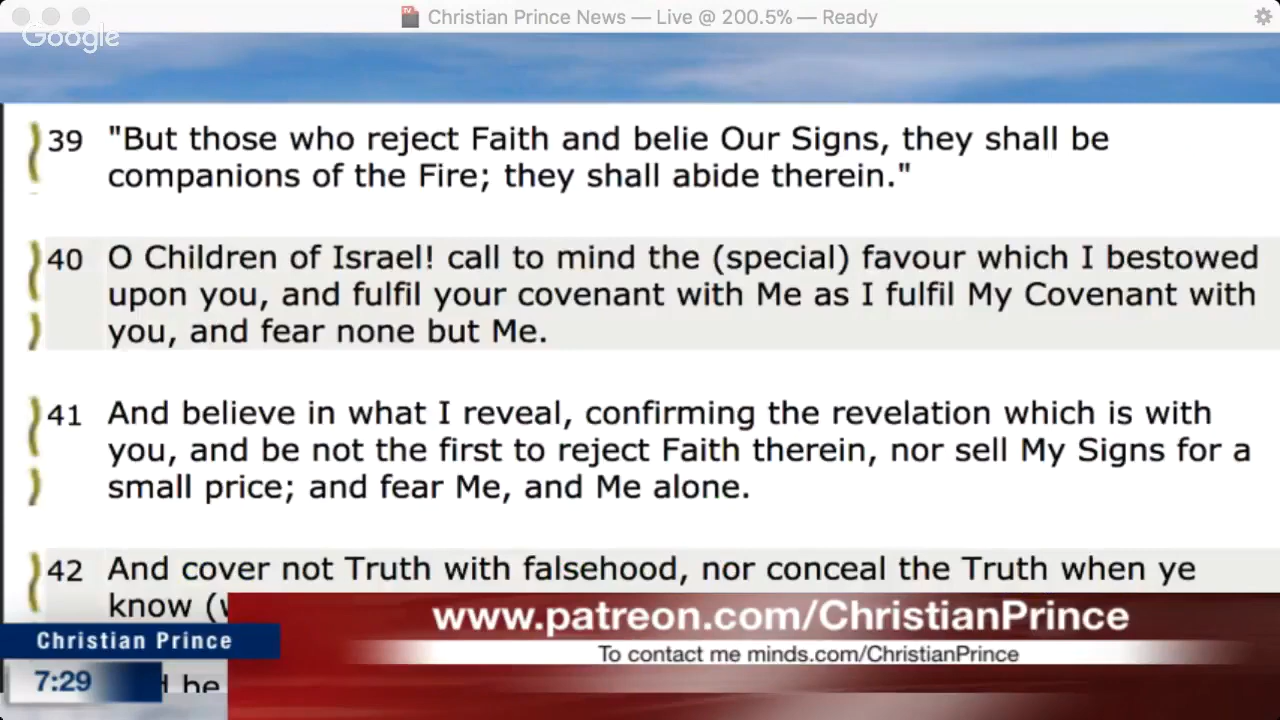 Christian Prince News — Live @ 200.5% — Ready
Google
39 "But those who reject Faith and belie Our Signs, they shall be
companions of the Fire; they shall abide therein."
40 O Children of Israel! call to mind the (special) favour which I bestowed
upon you, and fulfil your covenant with Me as I fulfil My Covenant with
you, and fear none but Me.
41 And believe in what I reveal, confirming the revelation which is with
you, and be not the first to reject Faith therein, nor sell My Signs for a
small price; and fear Me, and Me alone.
42 And cover not Truth with falsehood, nor conceal the Truth when ye
know
www.patreon.com/ChristianPrince
Christian Prince
To contact me minds.com/ChristianPrince
7:29
be